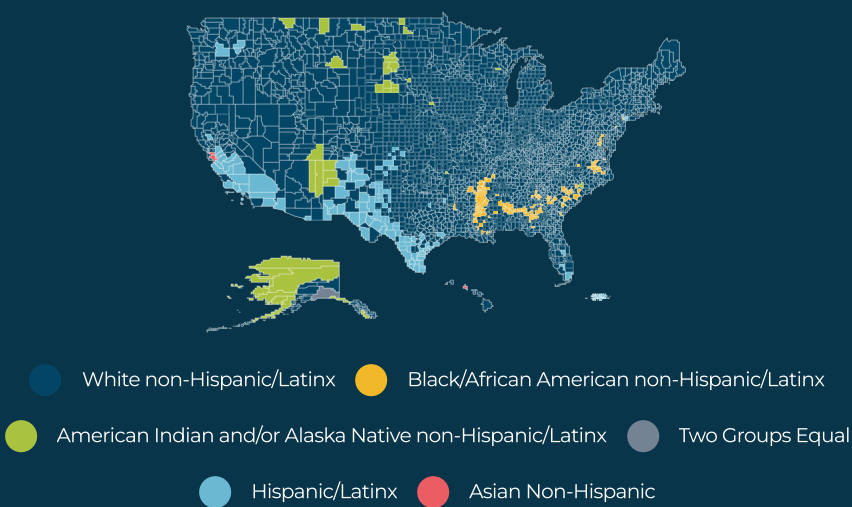 White non-Hispanic/Latinx Black/African American non-Hispanic/Latinx
American Indian and/or Alaska Native non-Hispanic/Latinx Two Groups Equal
Hispanic/Latinx Asian Non-Hispanic